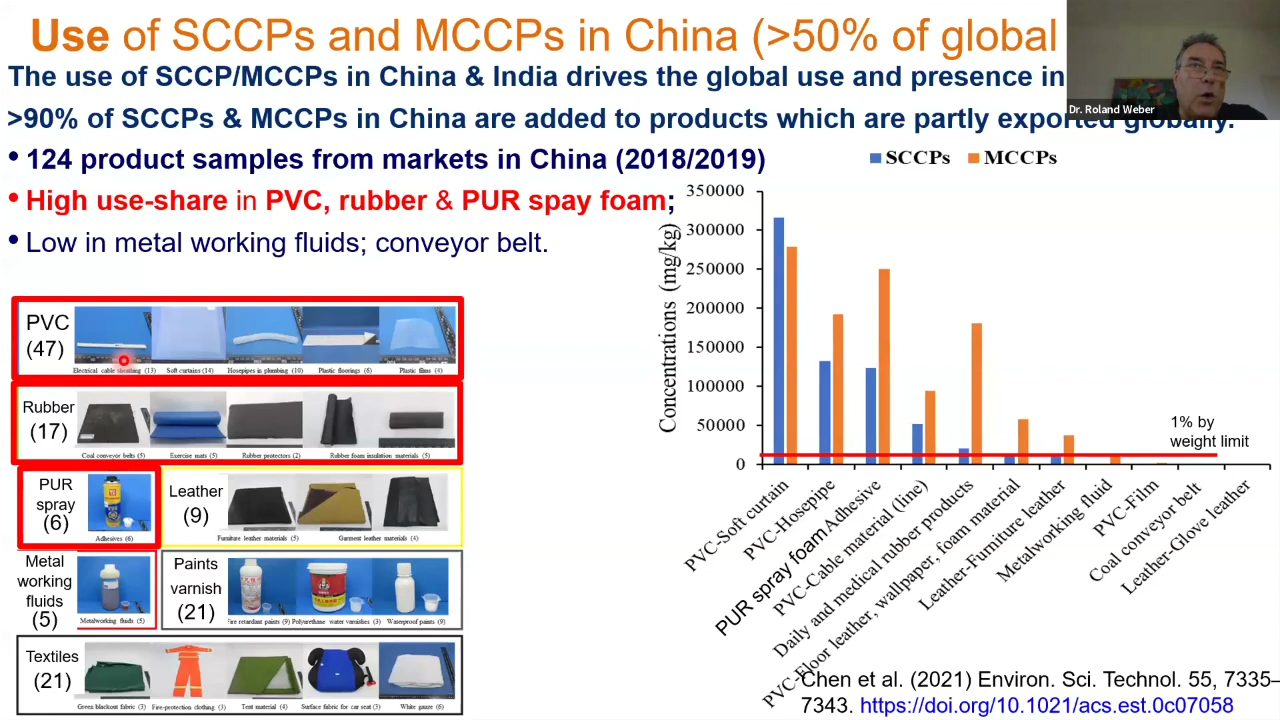 Use of SCCPs and MCCPs in China (>50% of global
The use of SCCP/MCCPs in China & India drives the global use and presence in
Dr. Roland Weber
>90% of SCCPs & MCCPs in China are added to products which are partly exported globally.
• 124 product samples from markets in China (2018/2019)
• High use-share in PVC, rubber & PUR spay foam;
• Low in metal working fluids; conveyor belt.
PVC
(47)
Electrical cable sheathing (13) Soft curtains (14) Hosepipes in plumbing (10) Plastic floorings (6) Plastic films (4)
Rubber
(17)
Coal conveyor belts (5) Exercise mats (5) Rubber protectors (2) Rubber foam insulation materials (5)
PUR
spray
(6)
Adhesives (6)
Leather
(9)
Furniture leather materials (5) Garment leather materials (4)
Metal
working
fluids
(5)
Metalworking fluids (5)
Paints
varnish
(21)
Fire retardant paints (9) Polyurethane water varnishes (3) Waterproof paints (9)
Textiles
(21)
Green blackout fabric (3) Fire-protection clothing (3) Tent material (4) Surface fabric for car seat (3) White gauze (6)
SCCPs MCCPs
Concentrations (mg/kg)
350000
300000
250000
200000
150000
100000
50000
0
1% by
weight limit
PVC-Soft curtain
PVC-Hosepipe
PUR spray foam Adhesive
PVC-Cable material (line)
Daily and medical rubber products
PVC-Floor leather, wallpaper, foam material
Leather-Furniture leather
Metalworking fluid
PVC-Film
Coal conveyor belt
Leather-Glove leather
Chen et al. (2021) Environ. Sci. Technol. 55, 7335–
7343. https://doi.org/10.1021/acs.est.0c07058